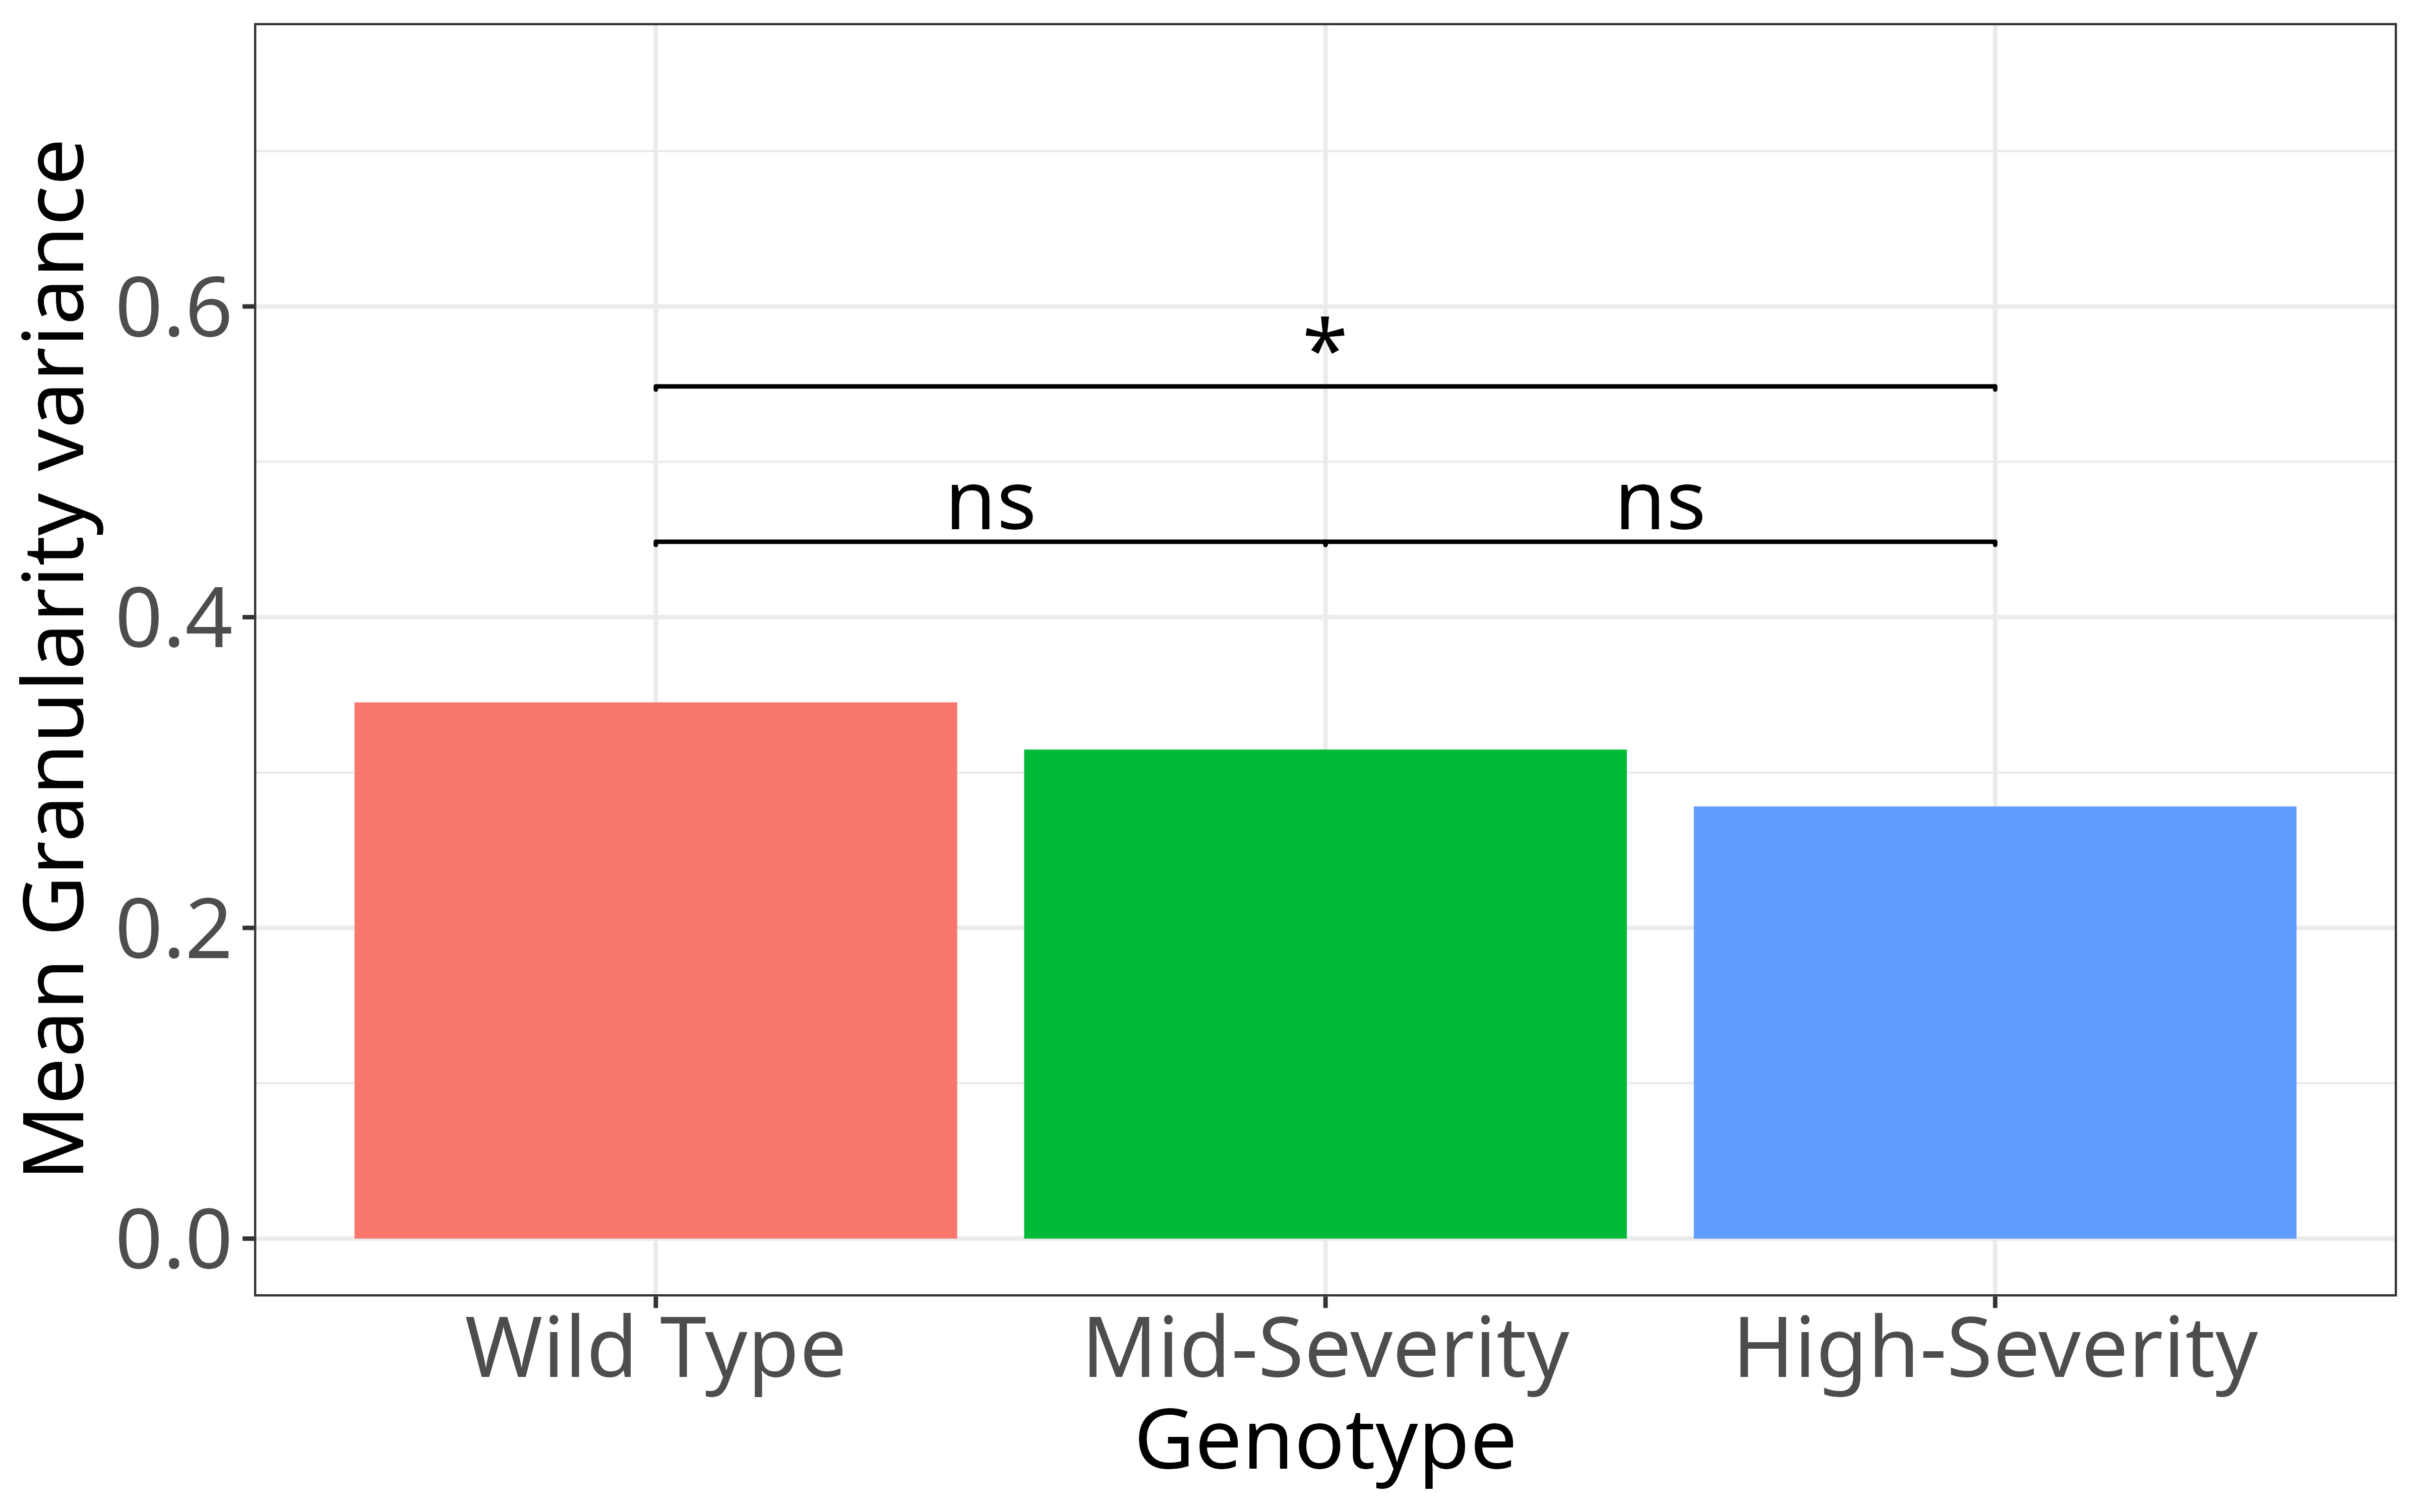 Mean Granularity variance
0.6
0.4
0.2
0.0
*
ns ns
Wild Type Mid-Severity High-Severity
Genotype